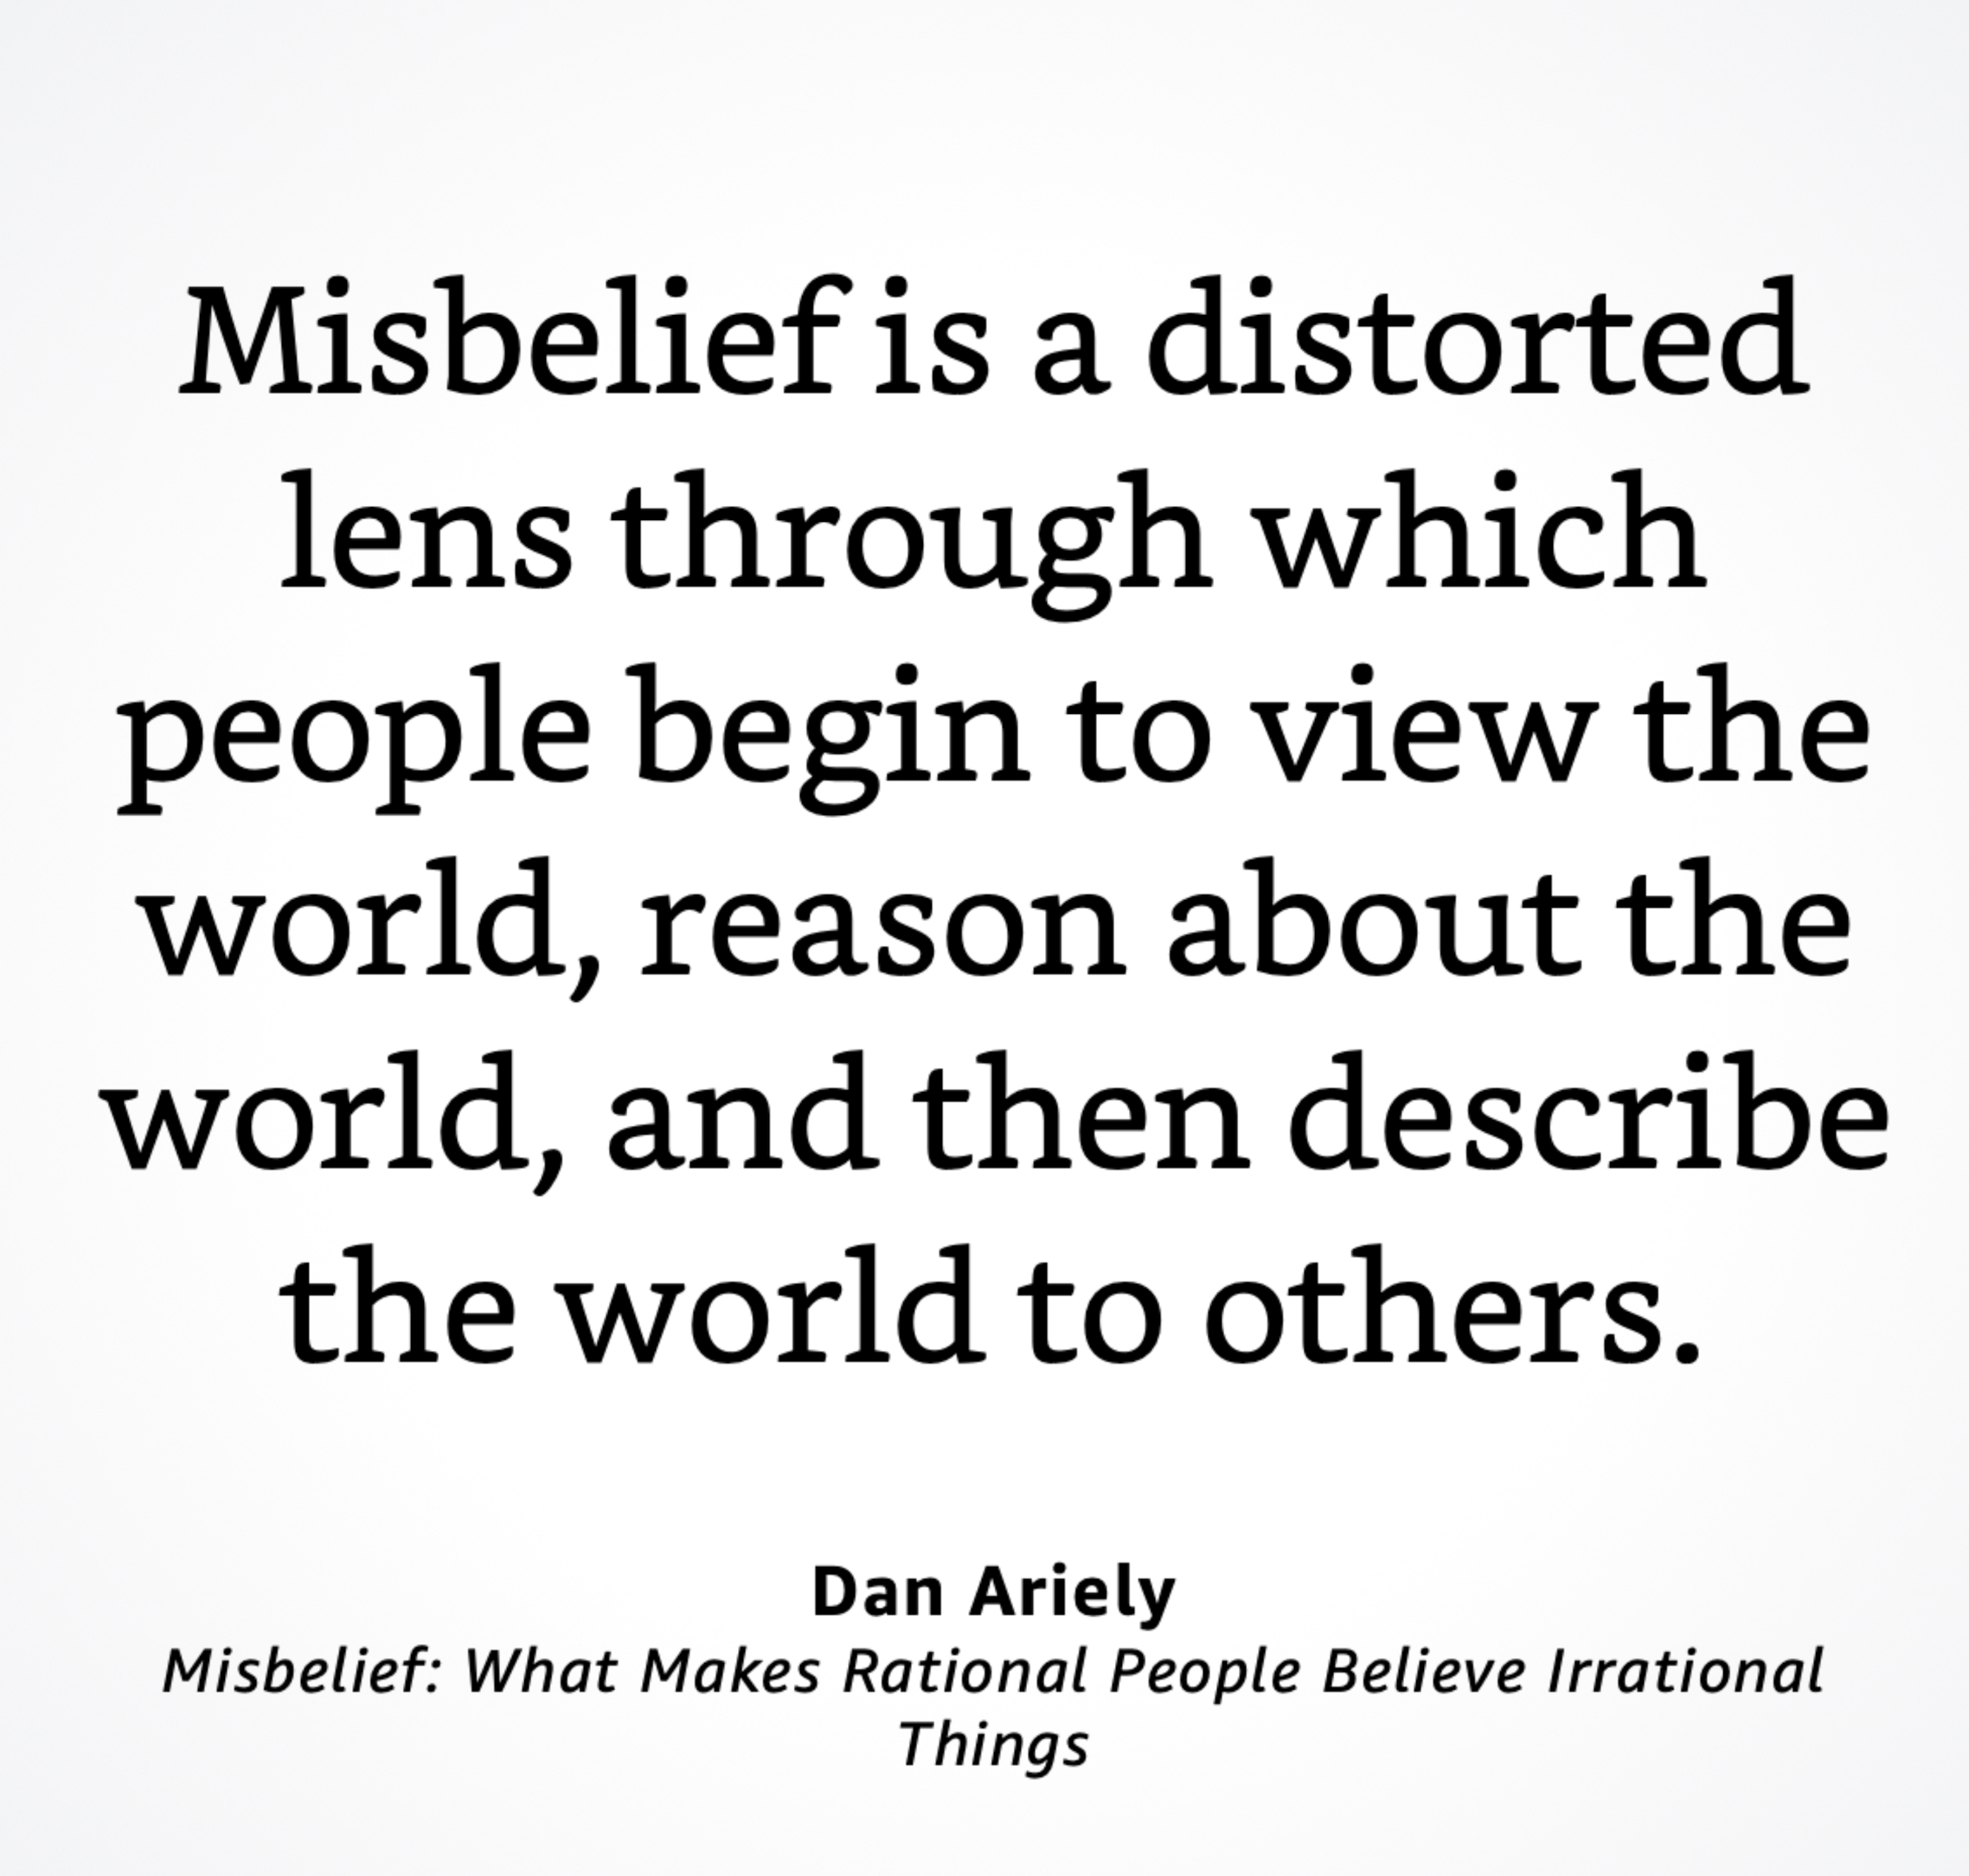 Misbelief is a distorted
lens through which
people begin to view the
world, reason about the
world, and then describe
the world to others.
Dan Ariely
Misbelief: What Makes Rational People Believe Irrational
Things